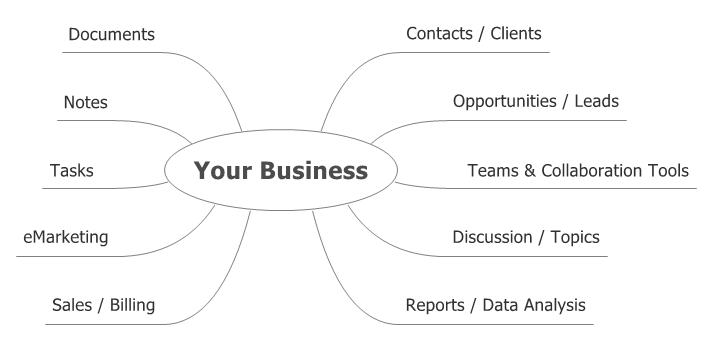 Documents
Contacts / Clients
Notes
Opportunities / Leads
Your Business
Tasks
Teams & Collaboration Tools
eMarketing
Discussion / Topics
Sales / Billing
Reports / Data Analysis